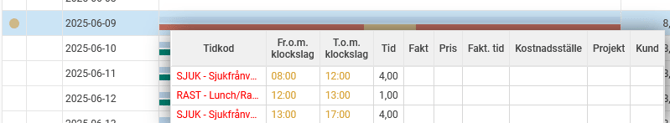 2025-06-09 8,
Tidkod Fr.o.m. klockslag T.o.m. klockslag Tid Fakt Pris Fakt. tid Kostnadsställe Projekt Kund
2025-06-10
SJUK - Sjukfrånv... 08:00 12:00 4,00
2025-06-11
RAST - Lunch/Ra... 12:00 13:00 1,00
2025-06-12
SJUK - Sjukfrånv... 13:00 17:00 4,00